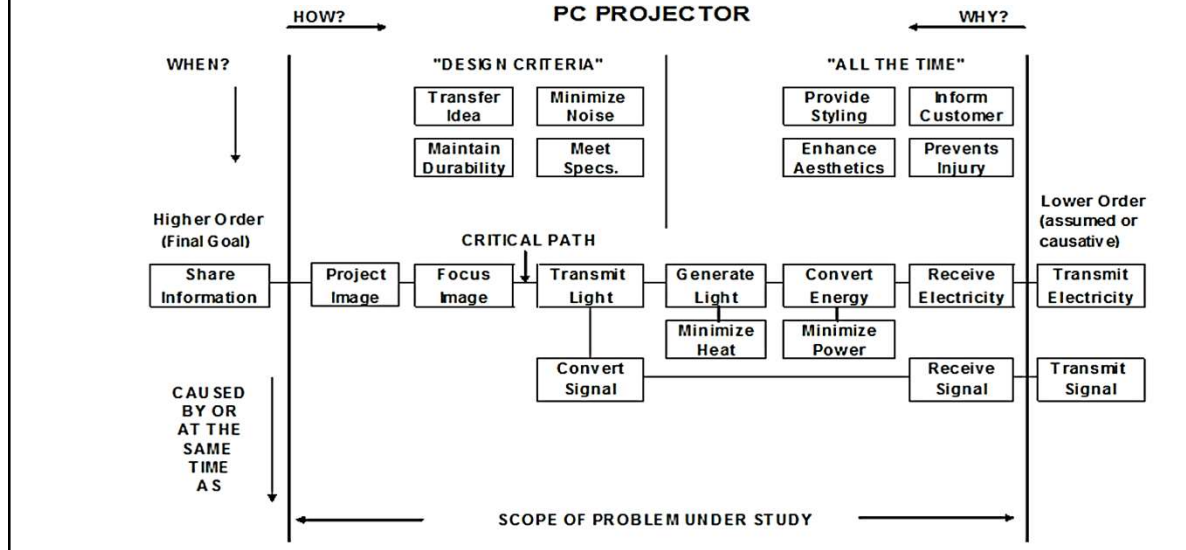 HOW?
PC PROJECTOR
WHY?
WHEN?
"DESIGN CRITERIA"
"ALL THE TIME"
Transfer
Idea
Minimize
Noise
Provide
Styling
Inform
Customer
Maintain
Durability
Meet
Specs.
Enhance
Aesthetics
Prevents
Injury
Higher Order
(Final Goal)
CRITICAL PATH
Lower Order
(assumed or
causative)
Share
Information
Project
Image
Focus
Image
Transmit
Light
Generate
Light
Convert
Energy
Receive
Electricity
Transmit
Electricity
Minimize
Heat
Minimize
Power
Convert
Signal
Receive
Signal
Transmit
Signal
CAUSED
BY OR
AT THE
SAME
TIME
AS
SCOPE OF PROBLEM UNDER STUDY